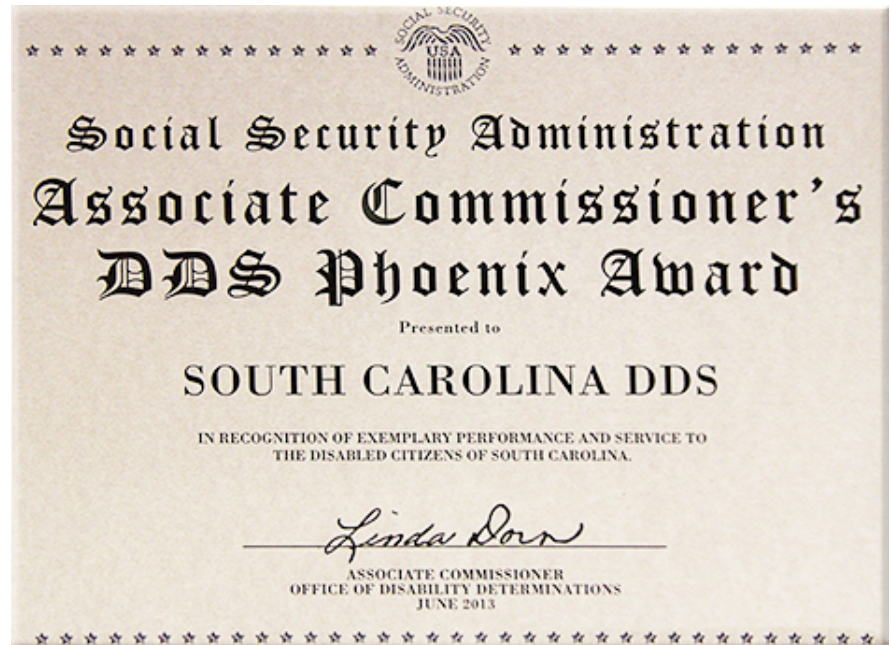 SOCIAL SECURITY
USA
ADMINISTRATION
Social Security Administration
Associate Commissioner's
DDS Phoenix Award
Presented to
SOUTH CAROLINA DDS
IN RECOGNITION OF EXEMPLARY PERFORMANCE AND SERVICE TO
THE DISABLED CITIZENS OF SOUTH CAROLINA.
Linda Dorn
ASSOCIATE COMMISSIONER
OFFICE OF DISABILITY DETERMINATIONS
JUNE 2013